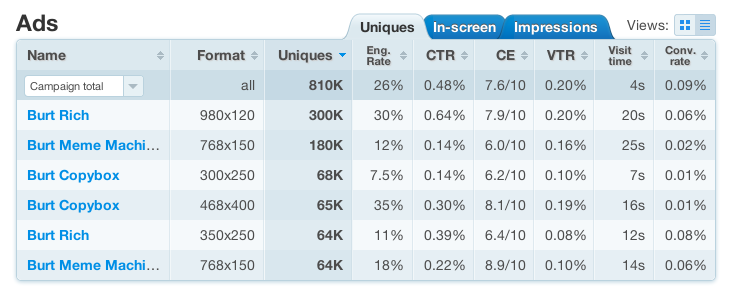 Ads
Uniques In-screen Impressions Views:
Name Format Uniques Eng. Rate CTR CE VTR Visit time Conv. rate
Campaign total all 810K 26% 0.48% 7.6/10 0.20% 4s 0.09%
Burt Rich 980x120 300K 30% 0.64% 7.9/10 0.20% 20s 0.06%
Burt Meme Machi... 768x150 180K 12% 0.14% 6.0/10 0.16% 25s 0.02%
Burt Copybox 300x250 68K 7.5% 0.14% 6.2/10 0.10% 7s 0.01%
Burt Copybox 468x400 65K 35% 0.30% 8.1/10 0.19% 16s 0.01%
Burt Rich 350x250 64K 11% 0.39% 6.4/10 0.08% 12s 0.08%
Burt Meme Machi... 768x150 64K 18% 0.22% 8.9/10 0.10% 14s 0.06%